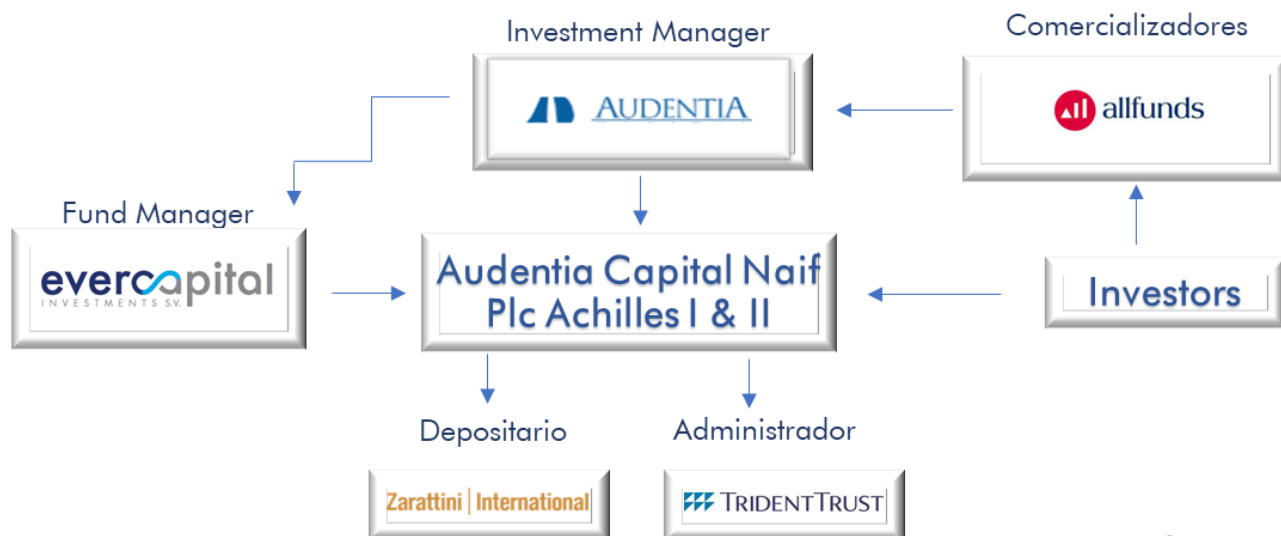 Investment Manager
Comercializadores
AUDENTIA
allfunds
Fund Manager
evercapital
INVESTMENTS S.V.
Audentia Capital Naif
Plc Achilles I & II
Investors
Depositario
Administrador
Zarattini | International
TRIDENTTRUST